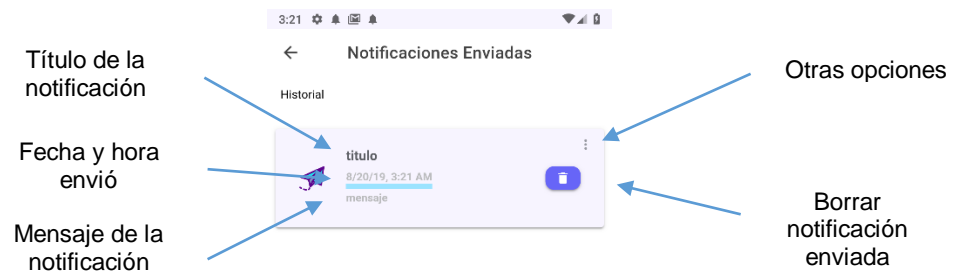 3:21
Notificaciones Enviadas
Historial
titulo
8/20/19, 3:21 AM
mensaje
Título de la
notificación
Fecha y hora
envió
Mensaje de la
notificación
Otras opciones
Borrar
notificación
enviada